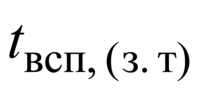 tвсп, (з. т)